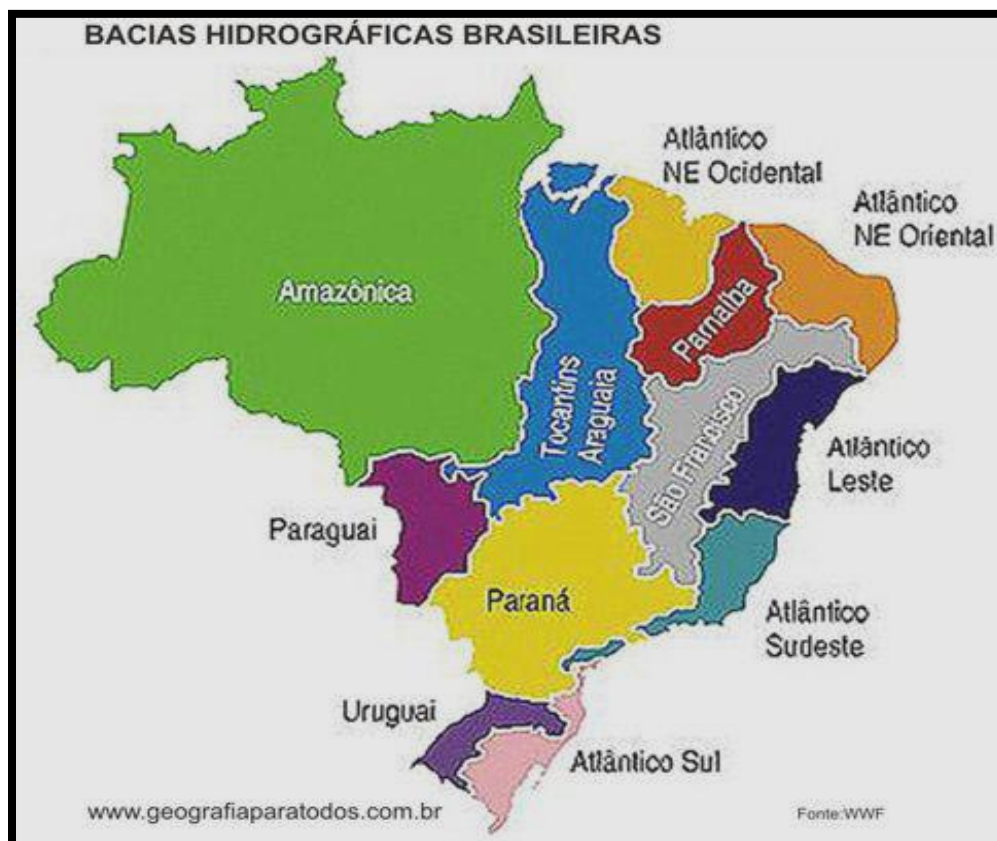 BACIAS HIDROGRÁFICAS BRASILEIRAS
Atlântico
NE Ocidental
Atlântico
NE Oriental
Amazônica
Parnaíba
Tocantins
Araguaia
São Francisco
Atlântico
Leste
Paraguai
Paraná
Atlântico
Sudeste
Uruguai
Atlântico Sul
www.geografiaparatodos.com.br
Fonte:WWF